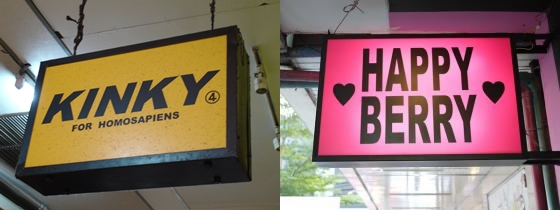 KINKY ④
FOR HOMOSAPIENS
HAPPY
BERRY